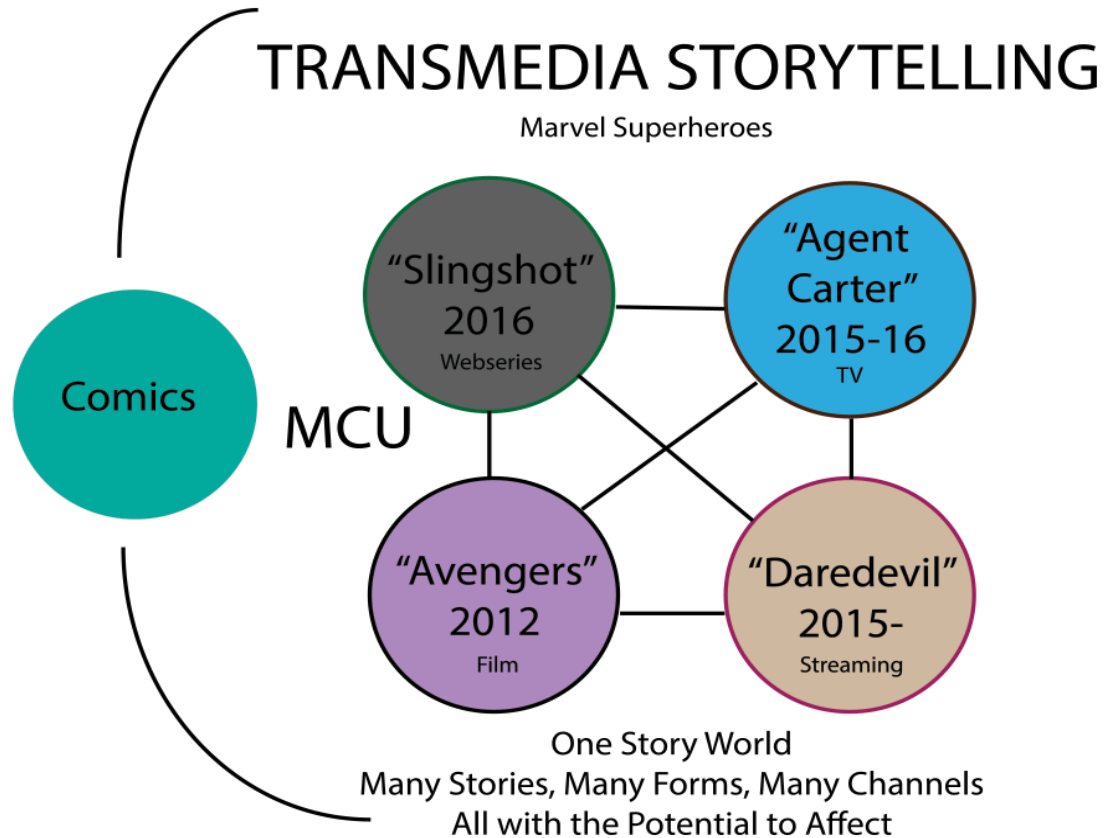 TRANSMEDIA STORYTELLING
Marvel Superheroes
“Slingshot”
2016
Webseries
“Agent
Carter”
2015-16
TV
Comics
MCU
“Avengers”
2012
Film
“Daredevil”
2015-
Streaming
One Story World
Many Stories, Many Forms, Many Channels
All with the Potential to Affect